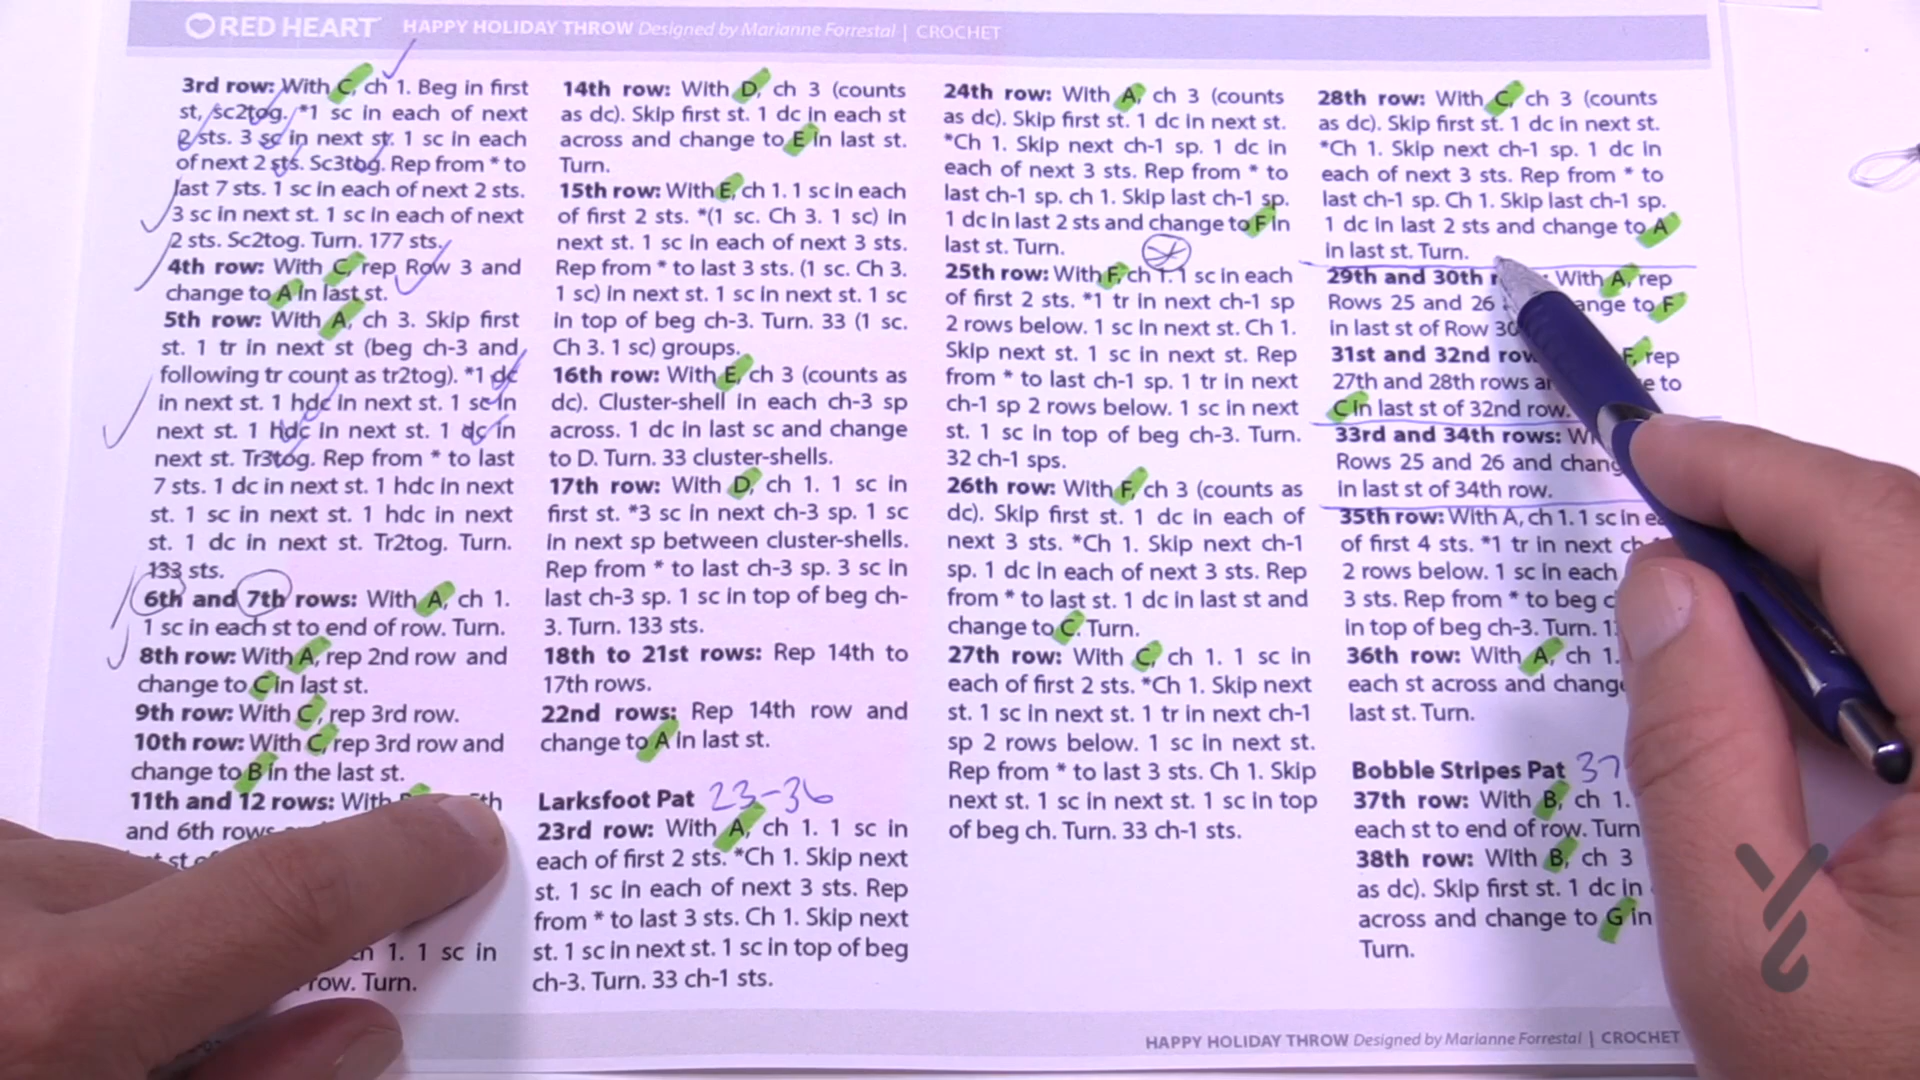 RED HEART HAPPY HOLIDAY THROW Designed by Marianne Forrestal | CROCHET
3rd row: With C, ch 1. Beg in first
st, sc2tog. *1 sc in each of next
2 sts. 3 sc in next st. 1 sc in each
of next 2 sts. Sc3tog. Rep from * to
last 7 sts. 1 sc in each of next 2 sts.
3 sc in next st. 1 sc in each of next
2 sts. Sc2tog. Turn. 177 sts.
4th row: With C, rep Row 3 and
change to A in last st.
5th row: With A, ch 3. Skip first
st. 1 tr in next st (beg ch-3 and
following tr count as tr2tog). *1 dc
in next st. 1 hdc in next st. 1 sc in
next st. 1 hdc in next st. 1 dc in
next st. Tr3tog. Rep from * to last
7 sts. 1 dc in next st. 1 hdc in next
st. 1 sc in next st. 1 hdc in next
st. 1 dc in next st. Tr2tog. Turn.
133 sts.
6th and 7th rows: With A, ch 1.
1 sc in each st to end of row. Turn.
8th row: With A, rep 2nd row and
change to C in last st.
9th row: With C, rep 3rd row.
10th row: With C, rep 3rd row and
change to B in the last st.
11th and 12 rows: With
and 6th rows
st of
1. 1 sc in
row. Turn.
14th row: With D, ch 3 (counts
as dc). Skip first st. 1 dc in each st
across and change to E in last st.
Turn.
15th row: With E, ch 1. 1 sc in each
of first 2 sts. *(1 sc. Ch 3. 1 sc) in
next st. 1 sc in each of next 3 sts.
Rep from * to last 3 sts. (1 sc. Ch 3.
1 sc) in next st. 1 sc in next st. 1 sc
in top of beg ch-3. Turn. 33 (1 sc.
Ch 3. 1 sc) groups.
16th row: With E, ch 3 (counts as
dc). Cluster-shell in each ch-3 sp
across. 1 dc in last sc and change
to D. Turn. 33 cluster-shells.
17th row: With D, ch 1. 1 sc in
first st. *3 sc in next ch-3 sp. 1 sc
in next sp between cluster-shells.
Rep from * to last ch-3 sp. 3 sc in
last ch-3 sp. 1 sc in top of beg ch-
3. Turn. 133 sts.
18th to 21st rows: Rep 14th to
17th rows.
22nd rows: Rep 14th row and
change to A in last st.
Larksfoot Pat 23-36
23rd row: With A, ch 1. 1 sc in
each of first 2 sts. *Ch 1. Skip next
st. 1 sc in each of next 3 sts. Rep
from * to last 3 sts. Ch 1. Skip next
st. 1 sc in next st. 1 sc in top of beg
ch-3. Turn. 33 ch-1 sts.
24th row: With A, ch 3 (counts
as dc). Skip first st. 1 dc in next st.
*Ch 1. Skip next ch-1 sp. 1 dc in
each of next 3 sts. Rep from * to
last ch-1 sp. ch 1. Skip last ch-1 sp.
1 dc in last 2 sts and change to F in
last st. Turn.
25th row: With F, ch 1. 1 sc in each
of first 2 sts. *1 tr in next ch-1 sp
2 rows below. 1 sc in next st. Ch 1.
Skip next st. 1 sc in next st. Rep
from * to last ch-1 sp. 1 tr in next
ch-1 sp 2 rows below. 1 sc in next
st. 1 sc in top of beg ch-3. Turn.
32 ch-1 sps.
26th row: With F, ch 3 (counts as
dc). Skip first st. 1 dc in each of
next 3 sts. *Ch 1. Skip next ch-1
sp. 1 dc in each of next 3 sts. Rep
from * to last st. 1 dc in last st and
change to C. Turn.
27th row: With C, ch 1. 1 sc in
each of first 2 sts. *Ch 1. Skip next
st. 1 sc in next st. 1 tr in next ch-1
sp 2 rows below. 1 sc in next st.
Rep from * to last 3 sts. Ch 1. Skip
next st. 1 sc in next st. 1 sc in top
of beg ch. Turn. 33 ch-1 sts.
28th row: With C, ch 3 (counts
as dc). Skip first st. 1 dc in next st.
*Ch 1. Skip next ch-1 sp. 1 dc in
each of next 3 sts. Rep from * to
last ch-1 sp. Ch 1. Skip last ch-1 sp.
1 dc in last 2 sts and change to A
in last st. Turn.
29th and 30th With A, rep
Rows 25 and 26
in last st of Row 30
31st and 32nd F, rep
27th and 28th rows to
C in last st of 32nd row.
33rd and 34th rows:
Rows 25 and 26 and
in last st of 34th row.
35th row: With A, ch 1. 1 sc in
of first 4 sts. *1 tr in next
2 rows below. 1 sc in each
3 sts. Rep from * to beg
in top of beg ch-3. Turn.
36th row: With A, ch 1.
each st across and
last st. Turn.
Bobble Stripes Pat 37
37th row: With B, ch 1.
each st to end of row. Turn
38th row: With B, ch 3
as dc). Skip first st. 1 dc in
across and change to G in
Turn.
HAPPY HOLIDAY THROW Designed by Marianne Forrestal | CROCHET